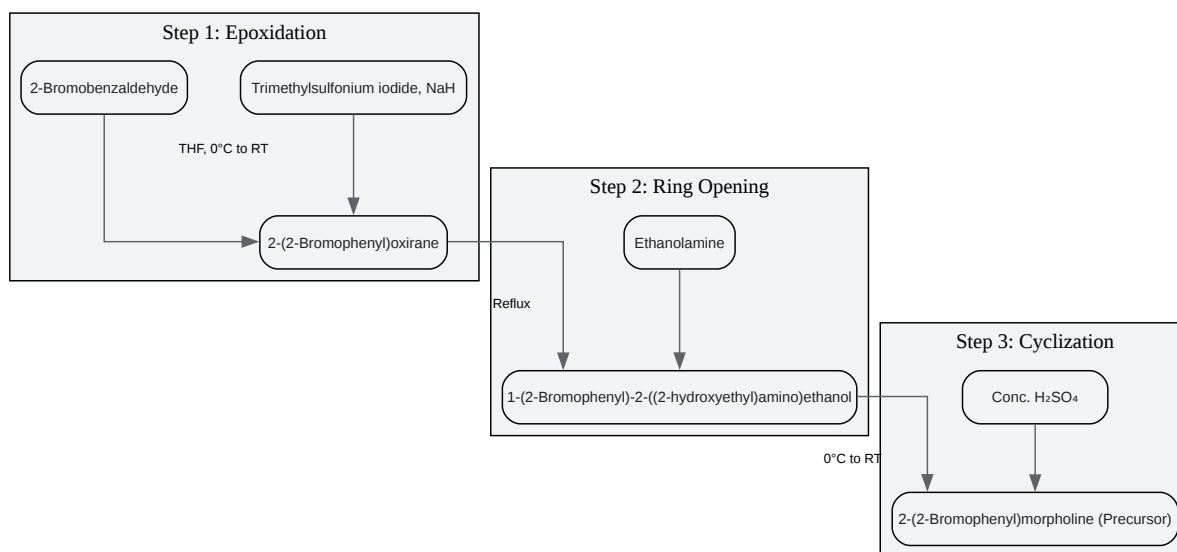 Step 1: Epoxidation
2-Bromobenzaldehyde
Trimethylsulfonium iodide, NaH
THF, 0°C to RT
2-(2-Bromophenyl)oxirane
Step 2: Ring Opening
Ethanolamine
Reflux
1-(2-Bromophenyl)-2-((2-hydroxyethyl)amino)ethanol
Step 3: Cyclization
Conc. H₂SO₄
0°C to RT
2-(2-Bromophenyl)morpholine (Precursor)